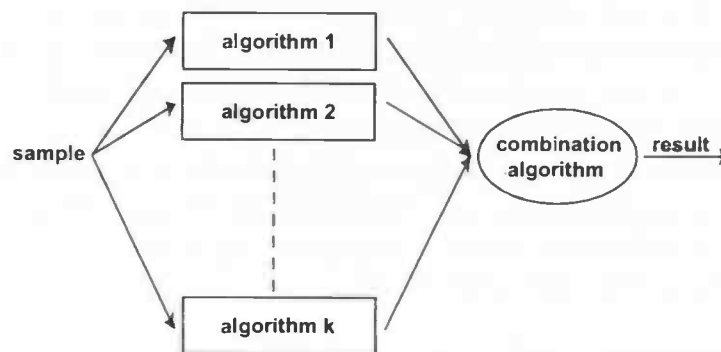 algorithm 1
algorithm 2
sample
combination
algorithm
result
algorithm k